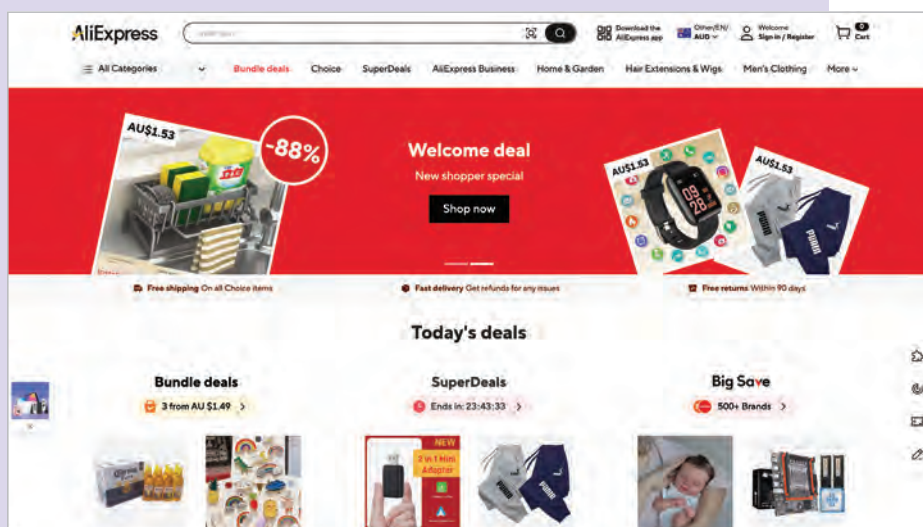 AliExpress
Download the
AliExpress app
Other/EN/
AUD
Welcome
Sign in / Register
0
Cart
All Categories
Bundle deals
Choice
SuperDeals
AliExpress Business
Home & Garden
Hair Extensions & Wigs
Men's Clothing
More
AU$1.53
-88%
Welcome deal
New shopper special
Shop now
AU$1.53
09
28
AU$1.53
PUMA
Free shipping On all Choice items
Fast delivery Get refunds for any issues
Free returns Within 90 days
Today's deals
Bundle deals
3 from AU $1.49 >
SuperDeals
Ends in: 23:43:33 >
Big Save
500+ Brands >
NEW
2 in 1 Mini
Adapter
PUMA